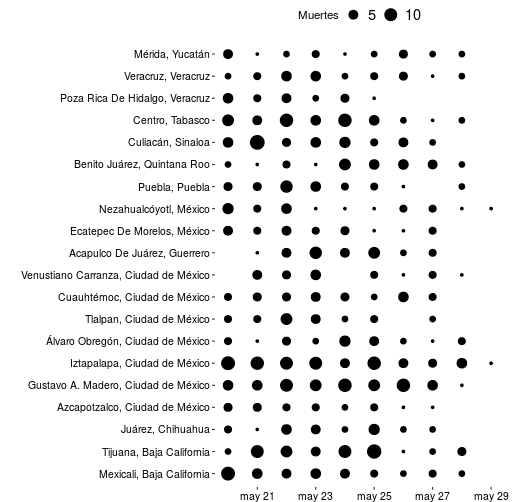 Muertes 5 10
Mérida, Yucatán
Veracruz, Veracruz
Poza Rica De Hidalgo, Veracruz
Centro, Tabasco
Culiacán, Sinaloa
Benito Juárez, Quintana Roo
Puebla, Puebla
Nezahualcóyotl, México
Ecatepec De Morelos, México
Acapulco De Juárez, Guerrero
Venustiano Carranza, Ciudad de México
Cuauhtémoc, Ciudad de México
Tlalpan, Ciudad de México
Álvaro Obregón, Ciudad de México
Iztapalapa, Ciudad de México
Gustavo A. Madero, Ciudad de México
Azcapotzalco, Ciudad de México
Juárez, Chihuahua
Tijuana, Baja California
Mexicali, Baja California
may 21 may 23 may 25 may 27 may 29